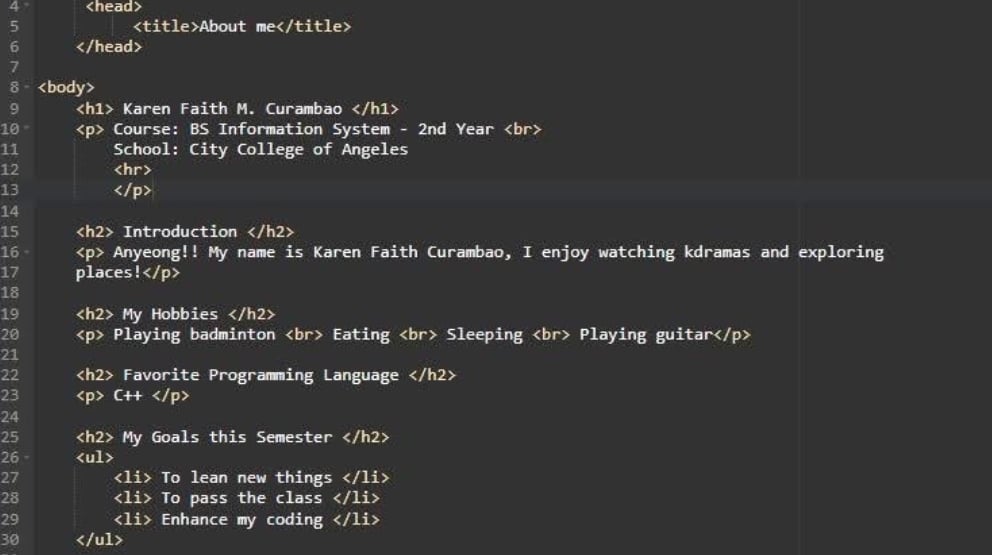 4 <head>
5 <title>About me</title>
6 </head>
7
8 <body>
9 <h1> Karen Faith M. Curambao </h1>
10 <p> Course: BS Information System - 2nd Year <br>
11 School: City College of Angeles
12 <hr>
13 </p>
14
15 <h2> Introduction </h2>
16 <p> Anyeong!! My name is Karen Faith Curambao, I enjoy watching kdramas and exploring
17 places!</p>
18
19 <h2> My Hobbies </h2>
20 <p> Playing badminton <br> Eating <br> Sleeping <br> Playing guitar</p>
21
22 <h2> Favorite Programming Language </h2>
23 <p> C++ </p>
24
25 <h2> My Goals this Semester </h2>
26 <ul>
27 <li> To lean new things </li>
28 <li> To pass the class </li>
29 <li> Enhance my coding </li>
30 </ul>